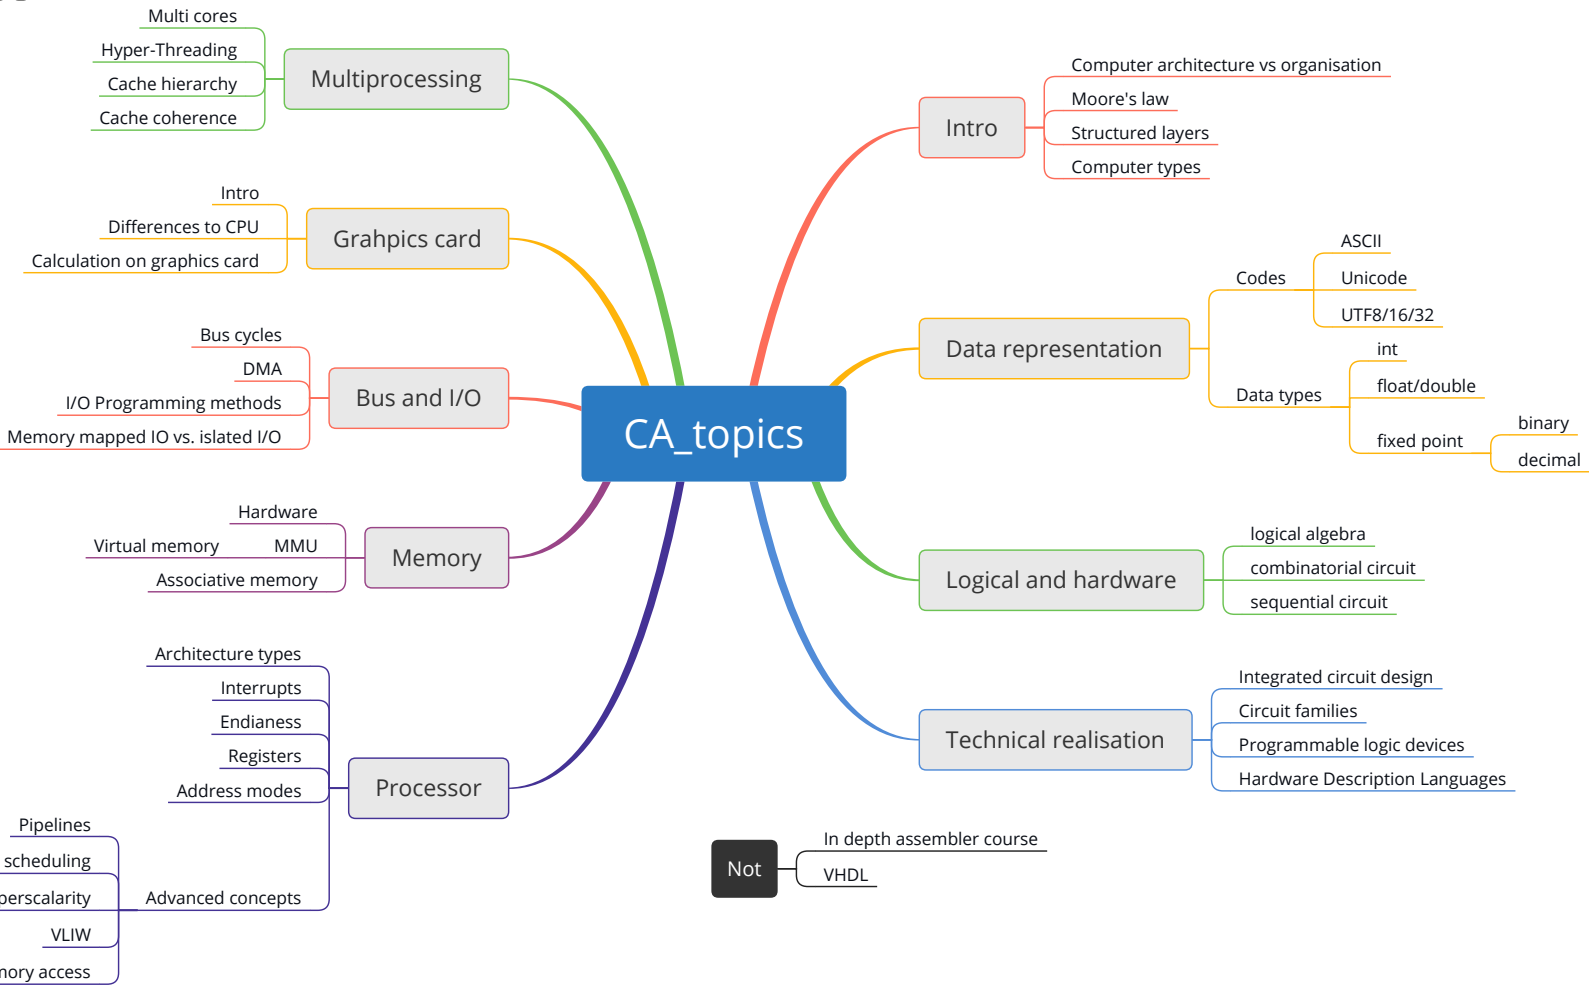 Multi cores
Hyper-Threading
Cache hierarchy
Cache coherence
Multiprocessing
Intro
Differences to CPU
Calculation on graphics card
Grahpics card
Bus cycles
DMA
I/O Programming methods
Memory mapped IO vs. islated I/O
Bus and I/O
Hardware
Virtual memory MMU
Associative memory
Memory
Architecture types
Interrupts
Endianess
Registers
Address modes
Processor
Pipelines
scheduling
VLIW
access
Advanced concepts
CA_topics
Intro
Computer architecture vs organisation
Moore's law
Structured layers
Computer types
Data representation
Codes
ASCII
Unicode
UTF8/16/32
Data types
int
float/double
fixed point
binary
decimal
Logical and hardware
logical algebra
combinatorial circuit
sequential circuit
Technical realisation
Integrated circuit design
Circuit families
Programmable logic devices
Hardware Description Languages
Not
In depth assembler course
VHDL